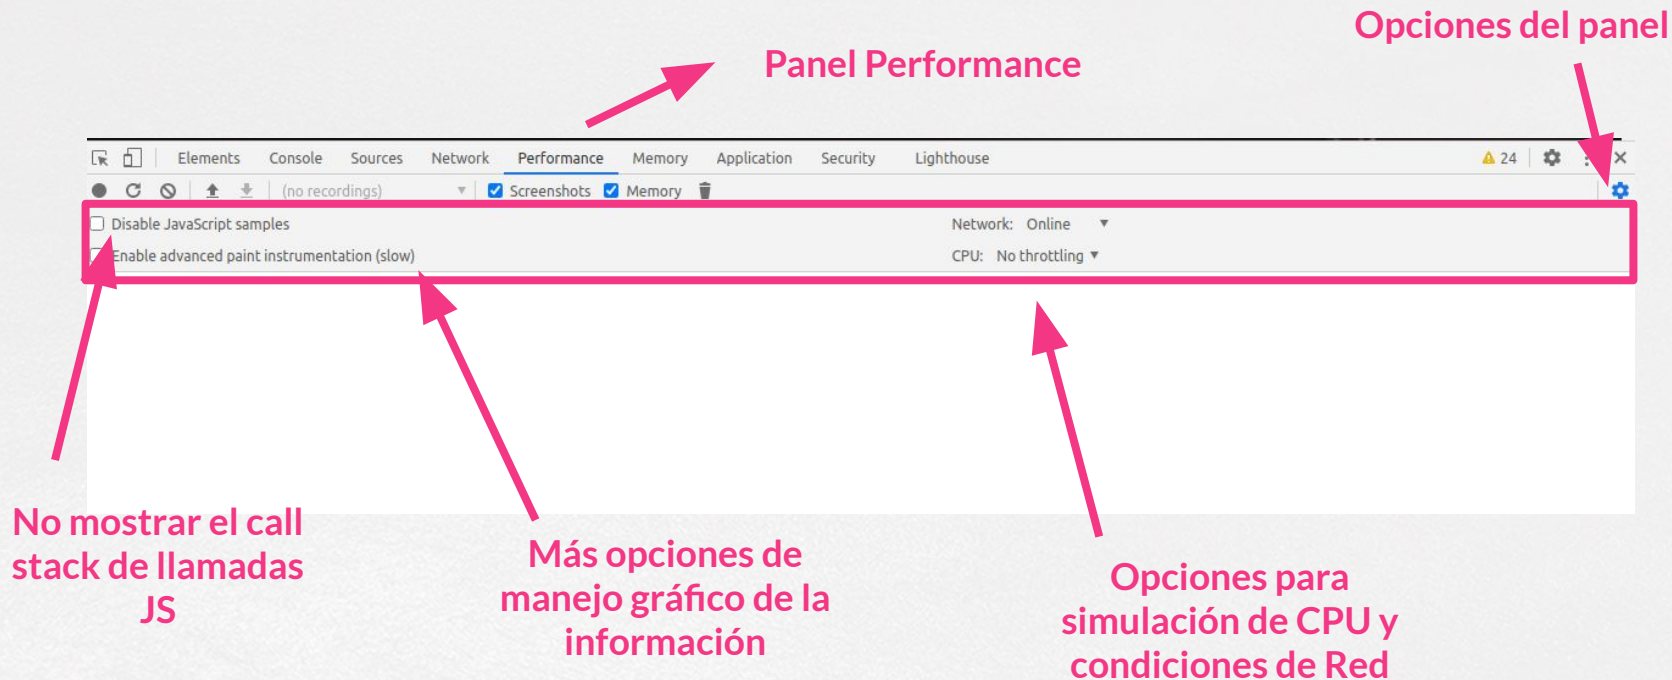 Opciones del panel
Panel Performance
Elements Console Sources Network Performance Memory Application Security Lighthouse 24
(no recordings) Screenshots Memory
Disable JavaScript samples Network: Online
Enable advanced paint instrumentation (slow) CPU: No throttling
No mostrar el call
stack de llamadas
JS
Más opciones de
manejo gráfico de la
información
Opciones para
simulación de CPU y
condiciones de Red